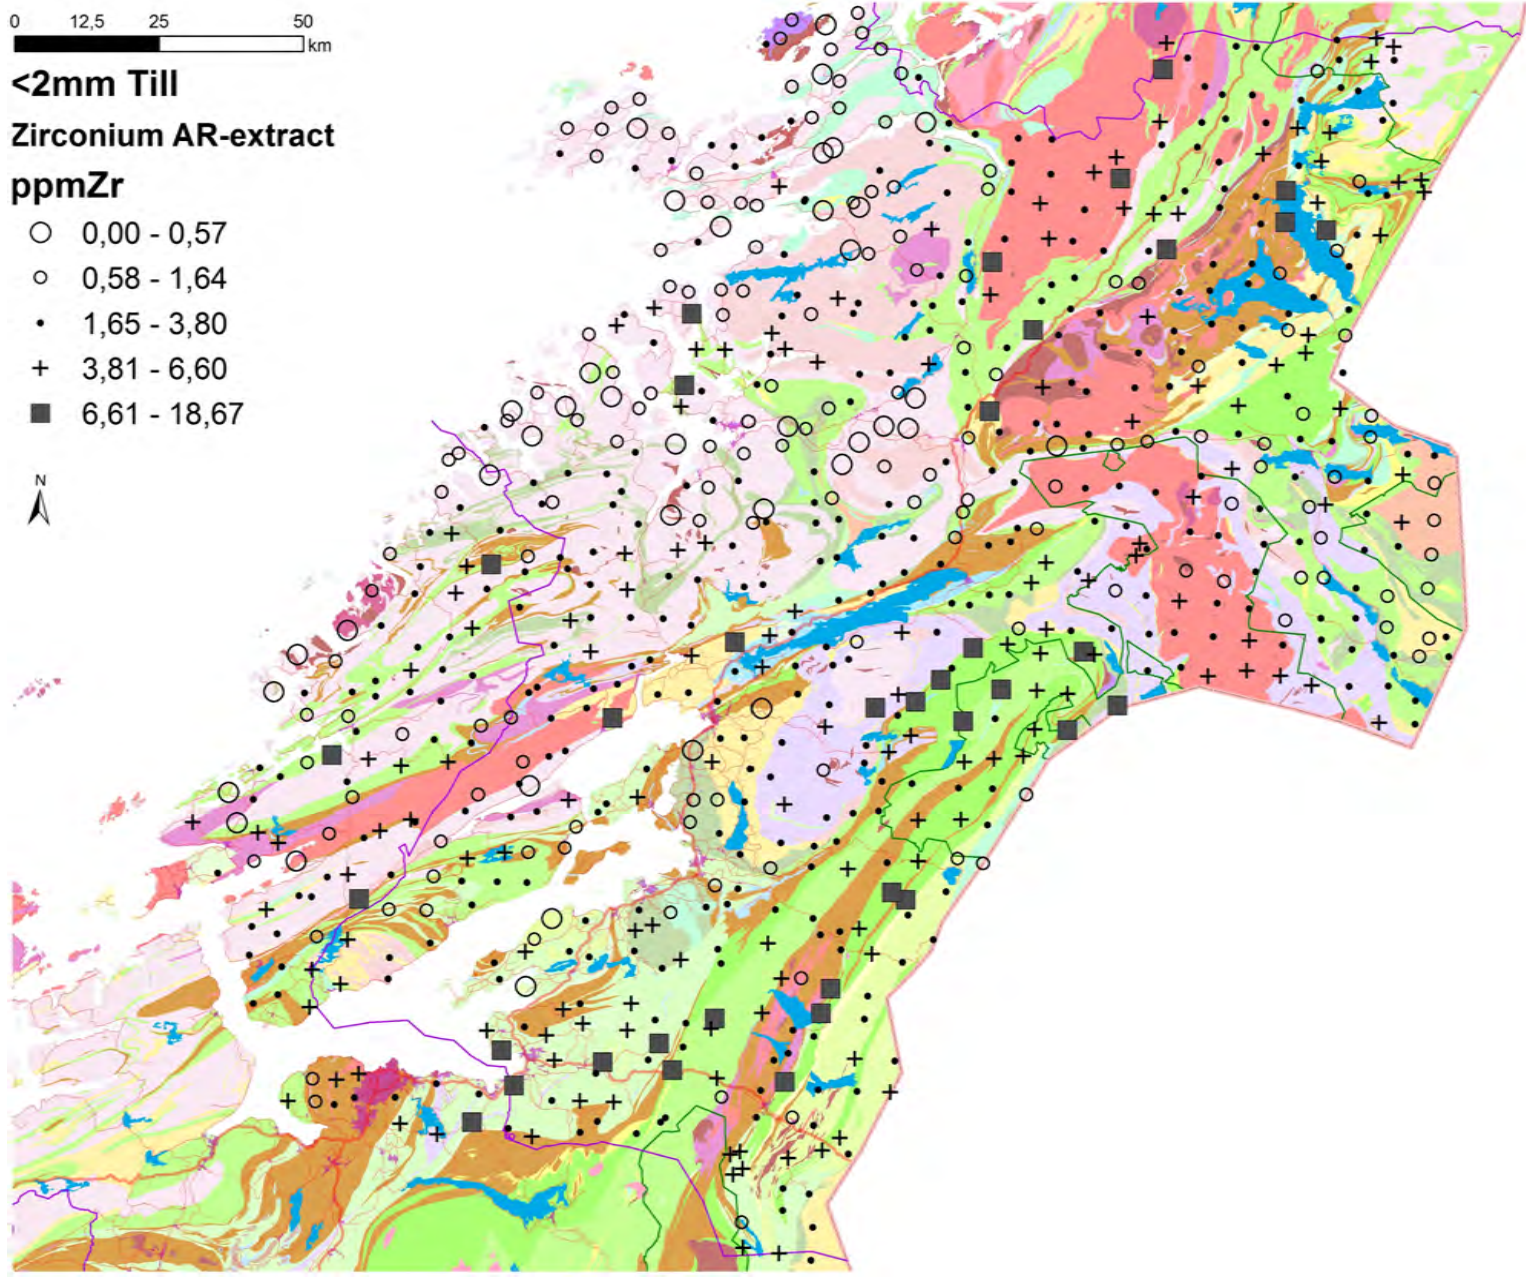 0 12,5 25 50
km
<2mm Till
Zirconium AR-extract
ppmZr
0,00 - 0,57
0,58 - 1,64
1,65 - 3,80
3,81 - 6,60
6,61 - 18,67
N